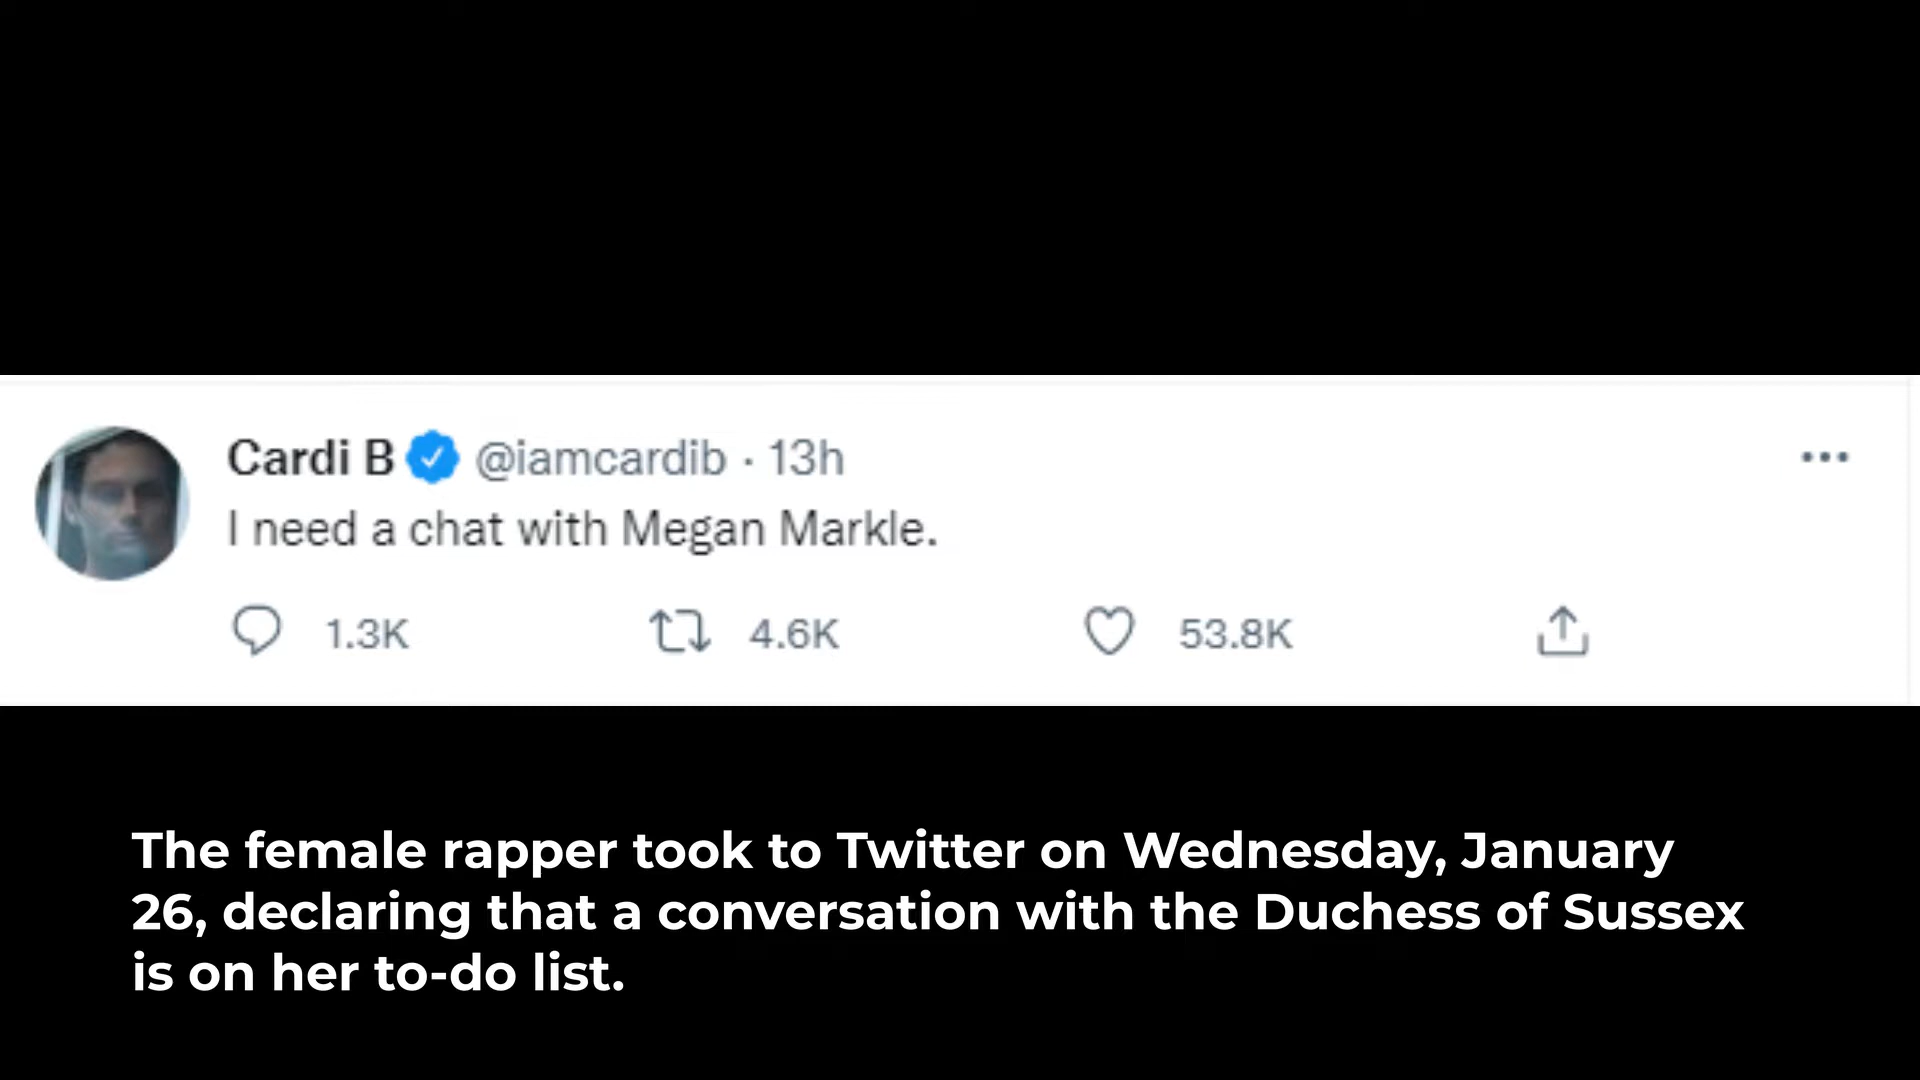 Cardi B @iamcardib · 13h
I need a chat with Megan Markle.
1.3K 4.6K 53.8K
The female rapper took to Twitter on Wednesday, January
26, declaring that a conversation with the Duchess of Sussex
is on her to-do list.